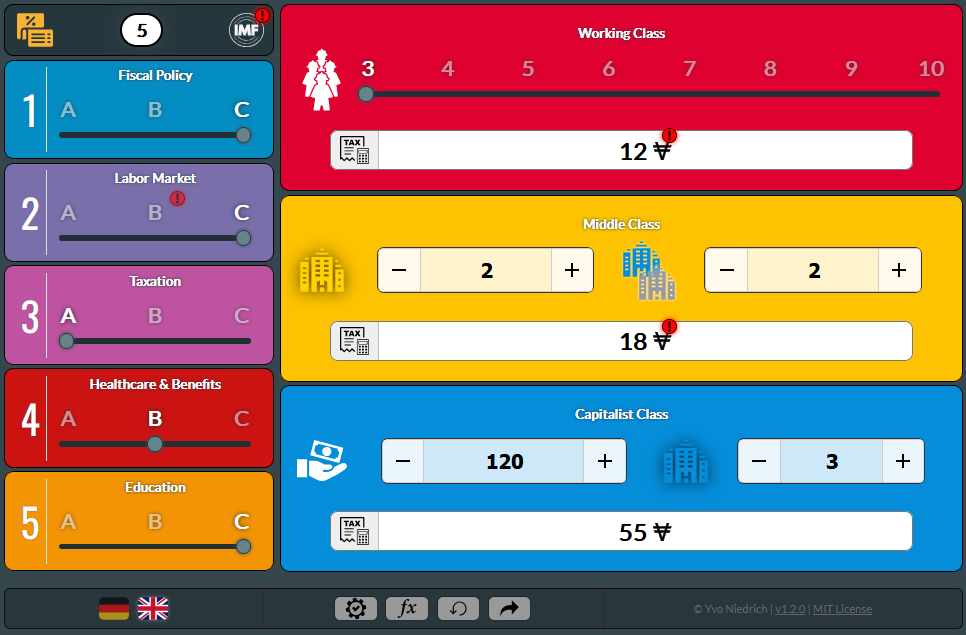 %
5
IMF
!
1
Fiscal Policy
A B C
2
Labor Market
!
A B C
3
Taxation
A B C
4
Healthcare & Benefits
A B C
5
Education
A B C
Working Class
3 4 5 6 7 8 9 10
TAX
12 ₩
!
Middle Class
− 2 +
− 2 +
TAX
18 ₩
!
Capitalist Class
− 120 +
− 3 +
TAX
55 ₩
fx
© Yvo Niedrich | v1.2.0 | MIT License